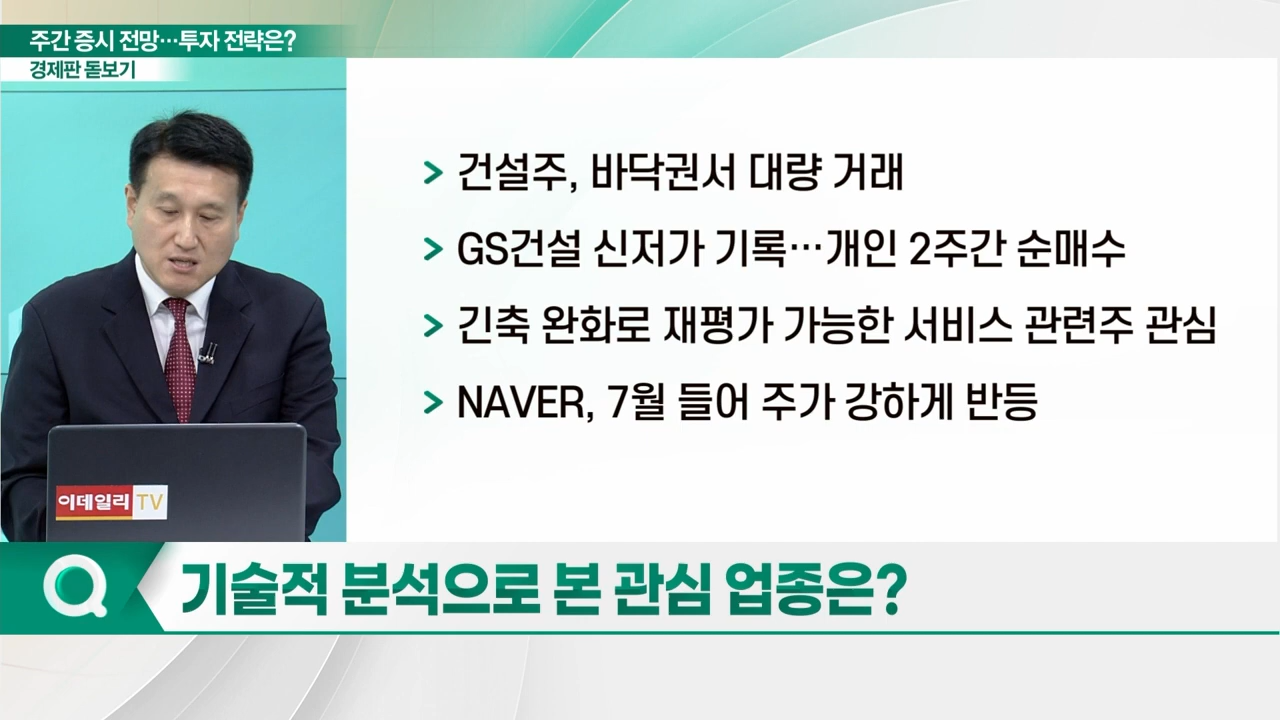 주간 증시 전망…투자 전략은?
경제판 돋보기
> 건설주, 바닥권서 대량 거래
> GS건설 신저가 기록…개인 2주간 순매수
> 긴축 완화로 재평가 가능한 서비스 관련주 관심
> NAVER, 7월 들어 주가 강하게 반등
이데일리 TV
Q 기술적 분석으로 본 관심 업종은?